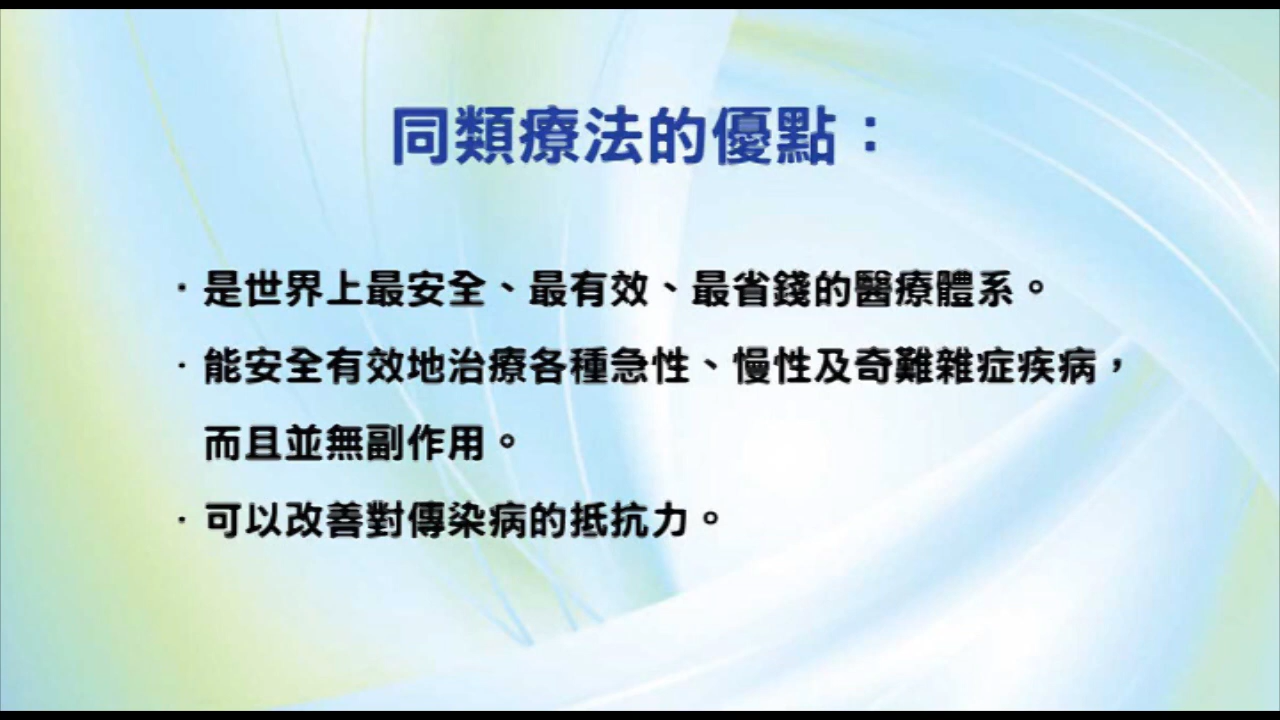 同類療法的優點：
·是世界上最安全、最有效、最省錢的醫療體系。
·能安全有效地治療各種急性、慢性及奇難雜症疾病，
而且並無副作用。
·可以改善對傳染病的抵抗力。